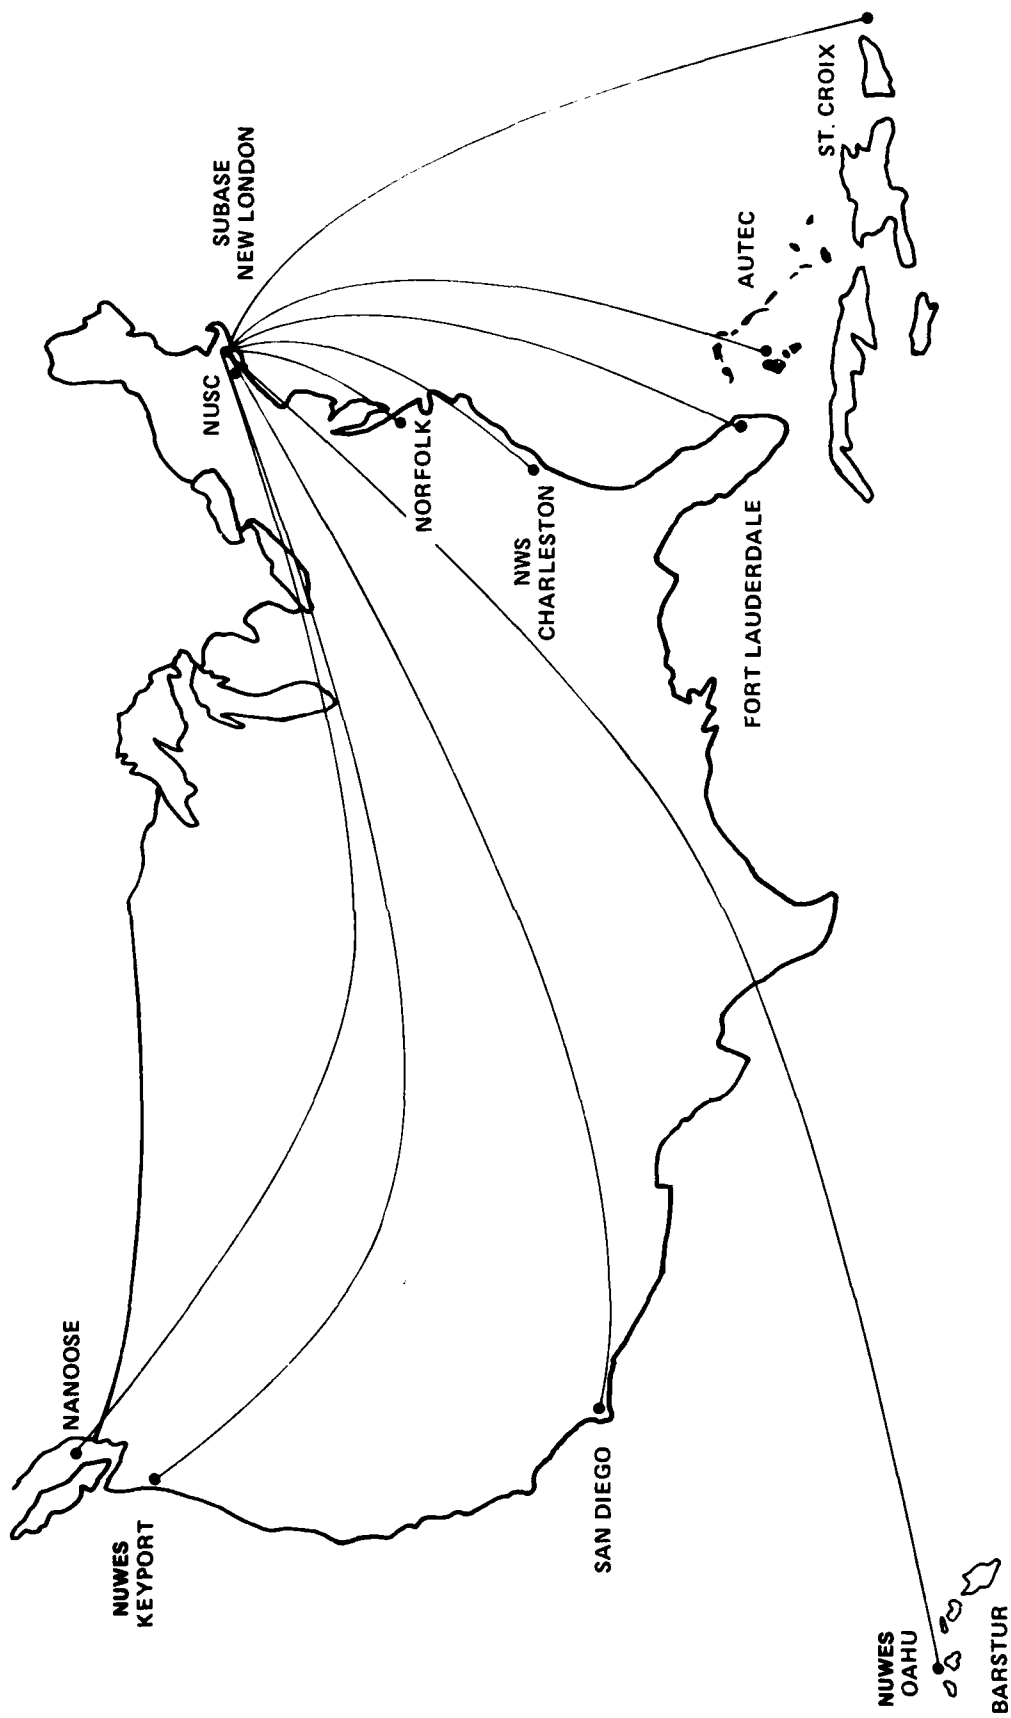 NANOOSE
NUWES
KEYPORT
SAN DIEGO
NUWES
OAHU
BARSTUR
SUBASE
NEW LONDON
NUSC
NORFOLK
NWS
CHARLESTON
FORT LAUDERDALE
AUTEC
ST. CROIX